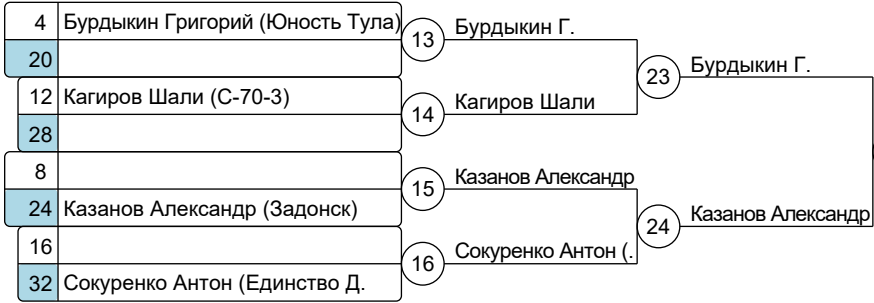 4 Бурдыкин Григорий (Юность Тула)
20
13 Бурдыкин Г.
12 Кагиров Шали (С-70-3)
28
14 Кагиров Шали
23 Бурдыкин Г.
8
24 Казанов Александр (Задонск)
15 Казанов Александр
16
32 Сокуренко Антон (Единство Д.
16 Сокуренко Антон (.
24 Казанов Александр